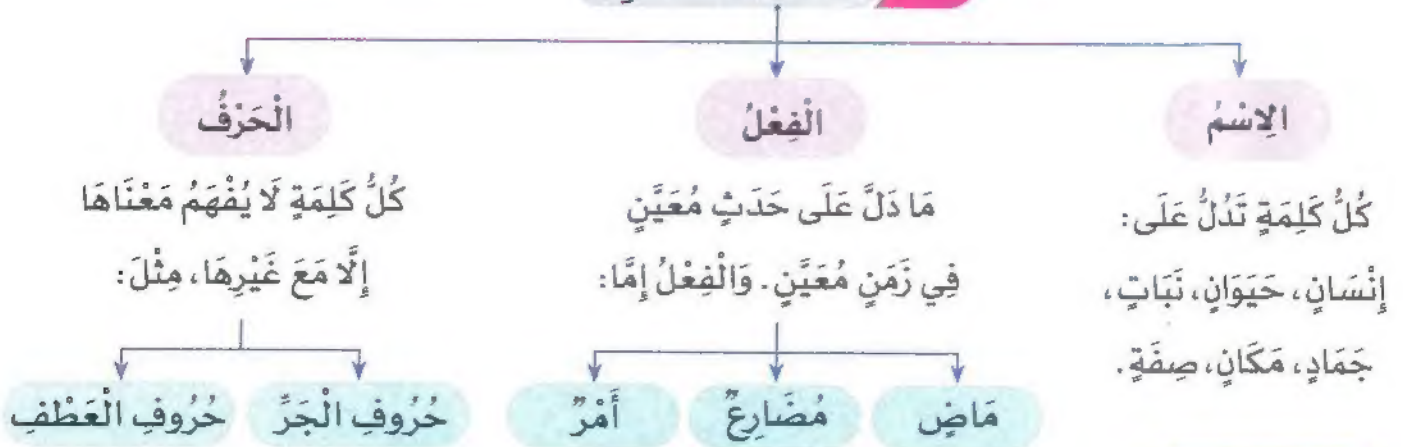 الِاسْمُ
كُلُّ كَلِمَةٍ تَدُلُّ عَلَى:
إِنْسَانٍ، حَيَوَانٍ، نَبَاتٍ،
جَمَادٍ، مَكَانٍ، صِفَةٍ.
الْفِعْلُ
مَا دَلَّ عَلَى حَدَثٍ مُعَيَّنٍ
فِي زَمَنٍ مُعَيَّنٍ. وَالْفِعْلُ إِمَّا:
مَاضٍ
مُضَارِعٌ
أَمْرٌ
الْحَرْفُ
كُلُّ كَلِمَةٍ لَا يُفْهَمُ مَعْنَاهَا
إِلَّا مَعَ غَيْرِهَا، مِثْلَ:
حُرُوفِ الْجَرِّ
حُرُوفِ الْعَطْفِ